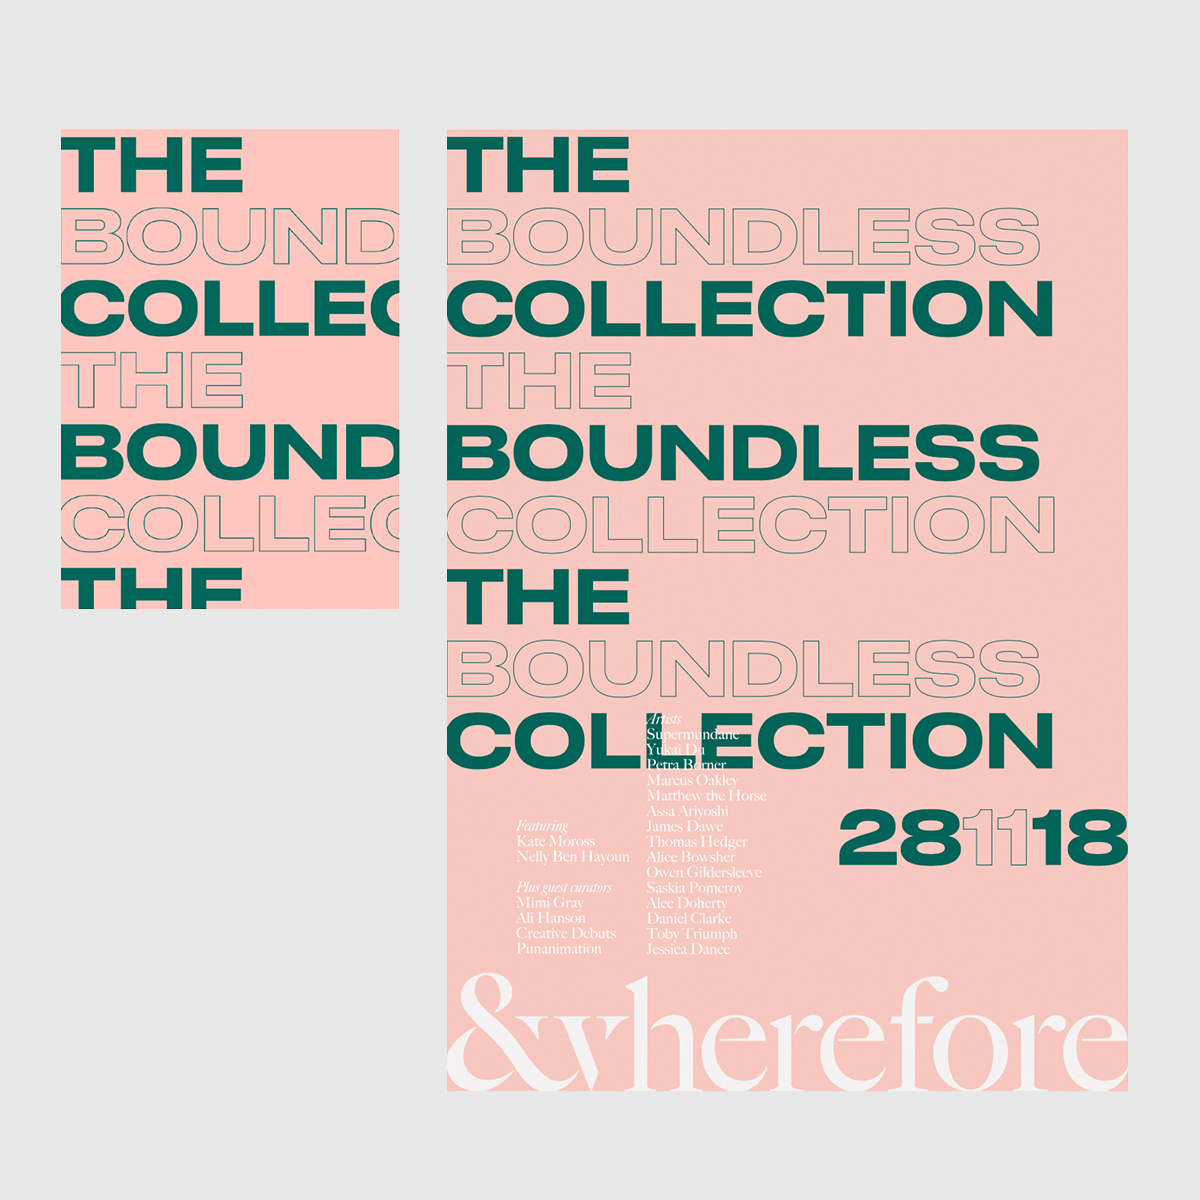 THE
BOUND
COLLEC
THE
BOUND
COLLEC
THE
THE
BOUNDLESS
COLLECTION
THE
BOUNDLESS
COLLECTION
THE
BOUNDLESS
COLLECTION
281118
Featuring
Kate Moross
Nelly Ben Hayoun
Plus guest curators
Mimi Gray
Ali Hanson
Creative Debuts
Punanimation
Artists
Supermundane
Yukai Du
Petra Börner
Marcus Oakley
Matthew the Horse
Assa Ariyoshi
James Dawe
Thomas Hedger
Alice Bowsher
Owen Gildersleeve
Saskia Pomeroy
Alec Doherty
Daniel Clarke
Toby Triumph
Jessica Dance
&wherefore